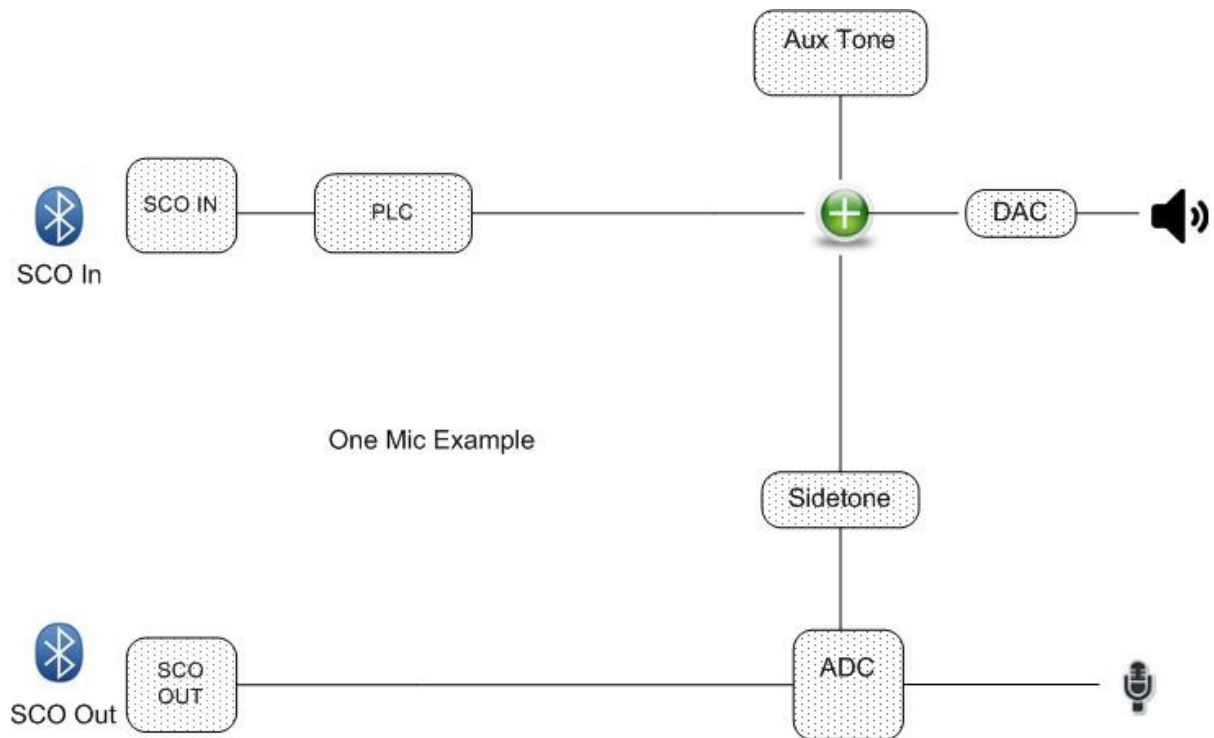 Aux Tone
SCO IN
PLC
DAC
SCO In
One Mic Example
Sidetone
SCO
OUT
ADC
SCO Out